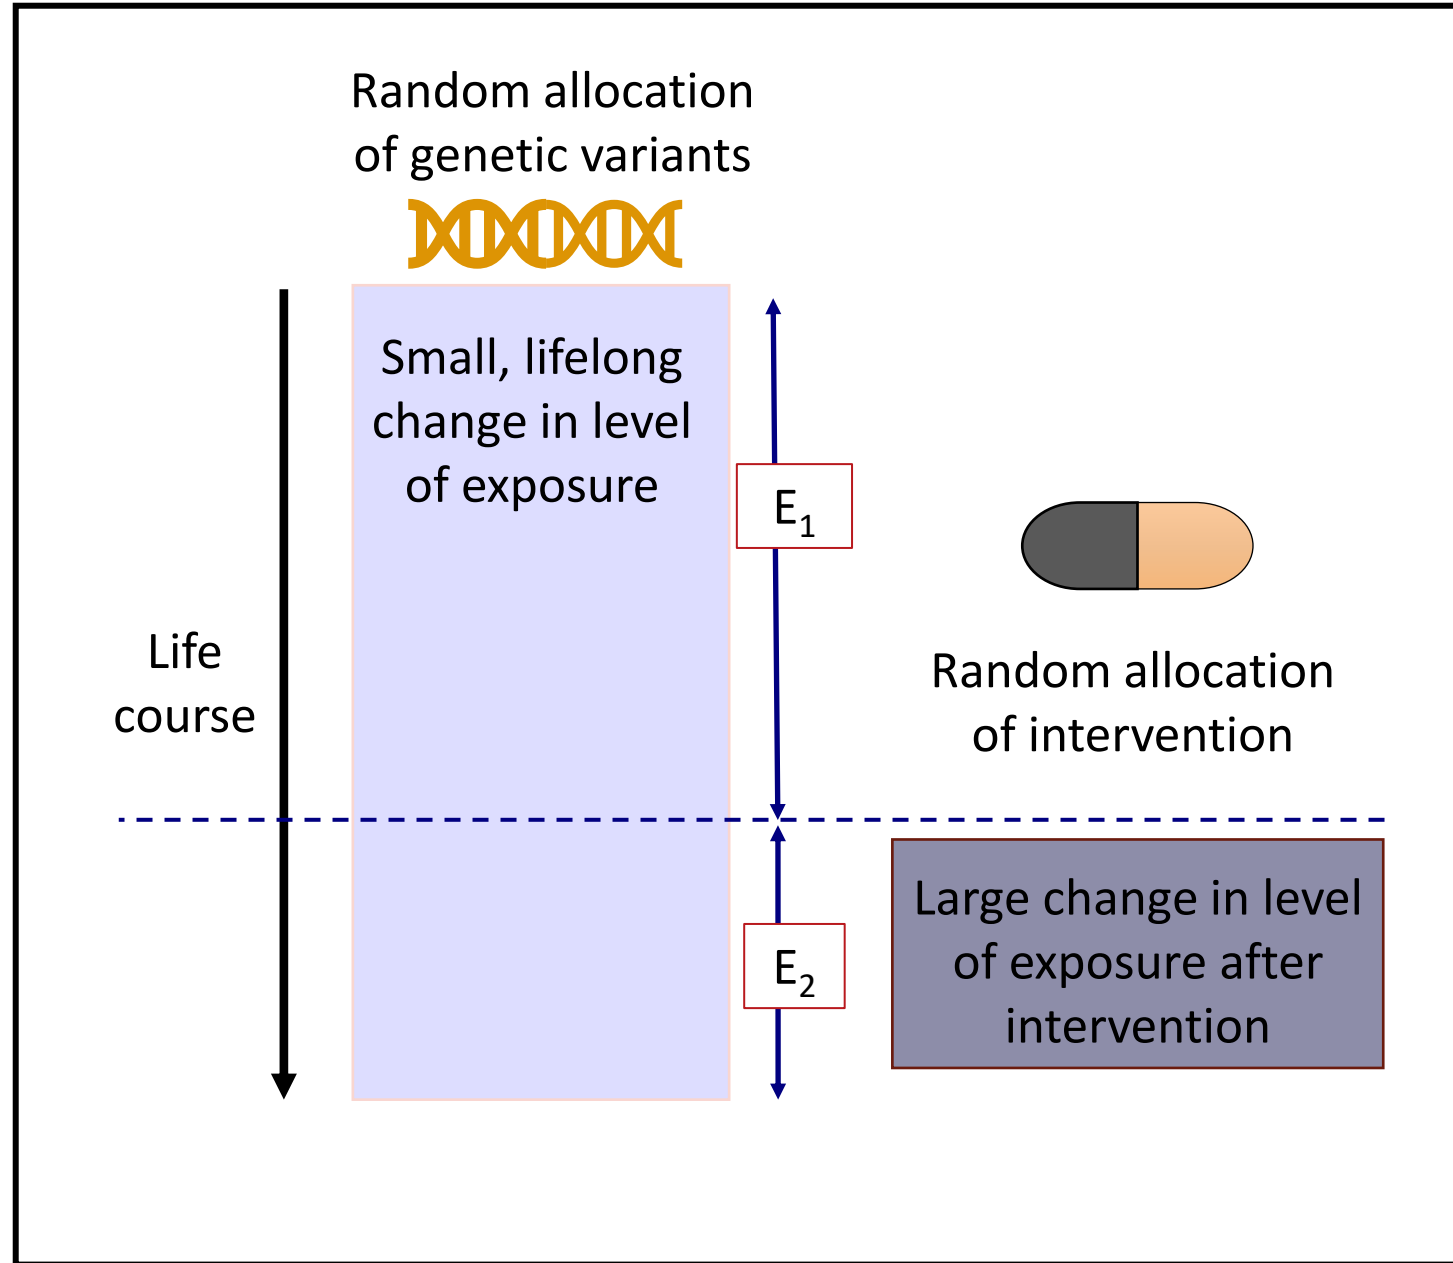 Random allocation
of genetic variants
Small, lifelong
change in level
of exposure
E₁
Life
course
Random allocation
of intervention
E₂
Large change in level
of exposure after
intervention